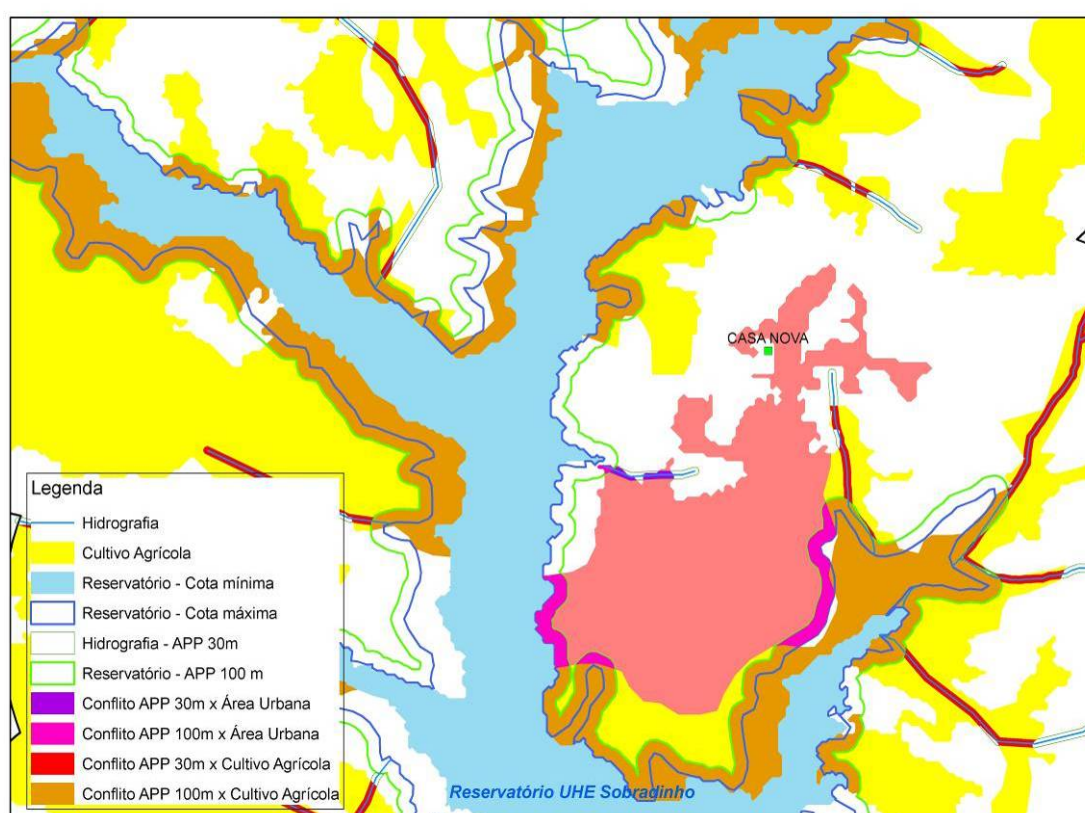 CASA NOVA
Legenda
Hidrografia
Cultivo Agrícola
Reservatório - Cota mínima
Reservatório - Cota máxima
Hidrografia - APP 30m
Reservatório - APP 100 m
Conflito APP 30m x Área Urbana
Conflito APP 100m x Área Urbana
Conflito APP 30m x Cultivo Agrícola
Conflito APP 100m x Cultivo Agrícola
Reservatório UHE Sobradinho